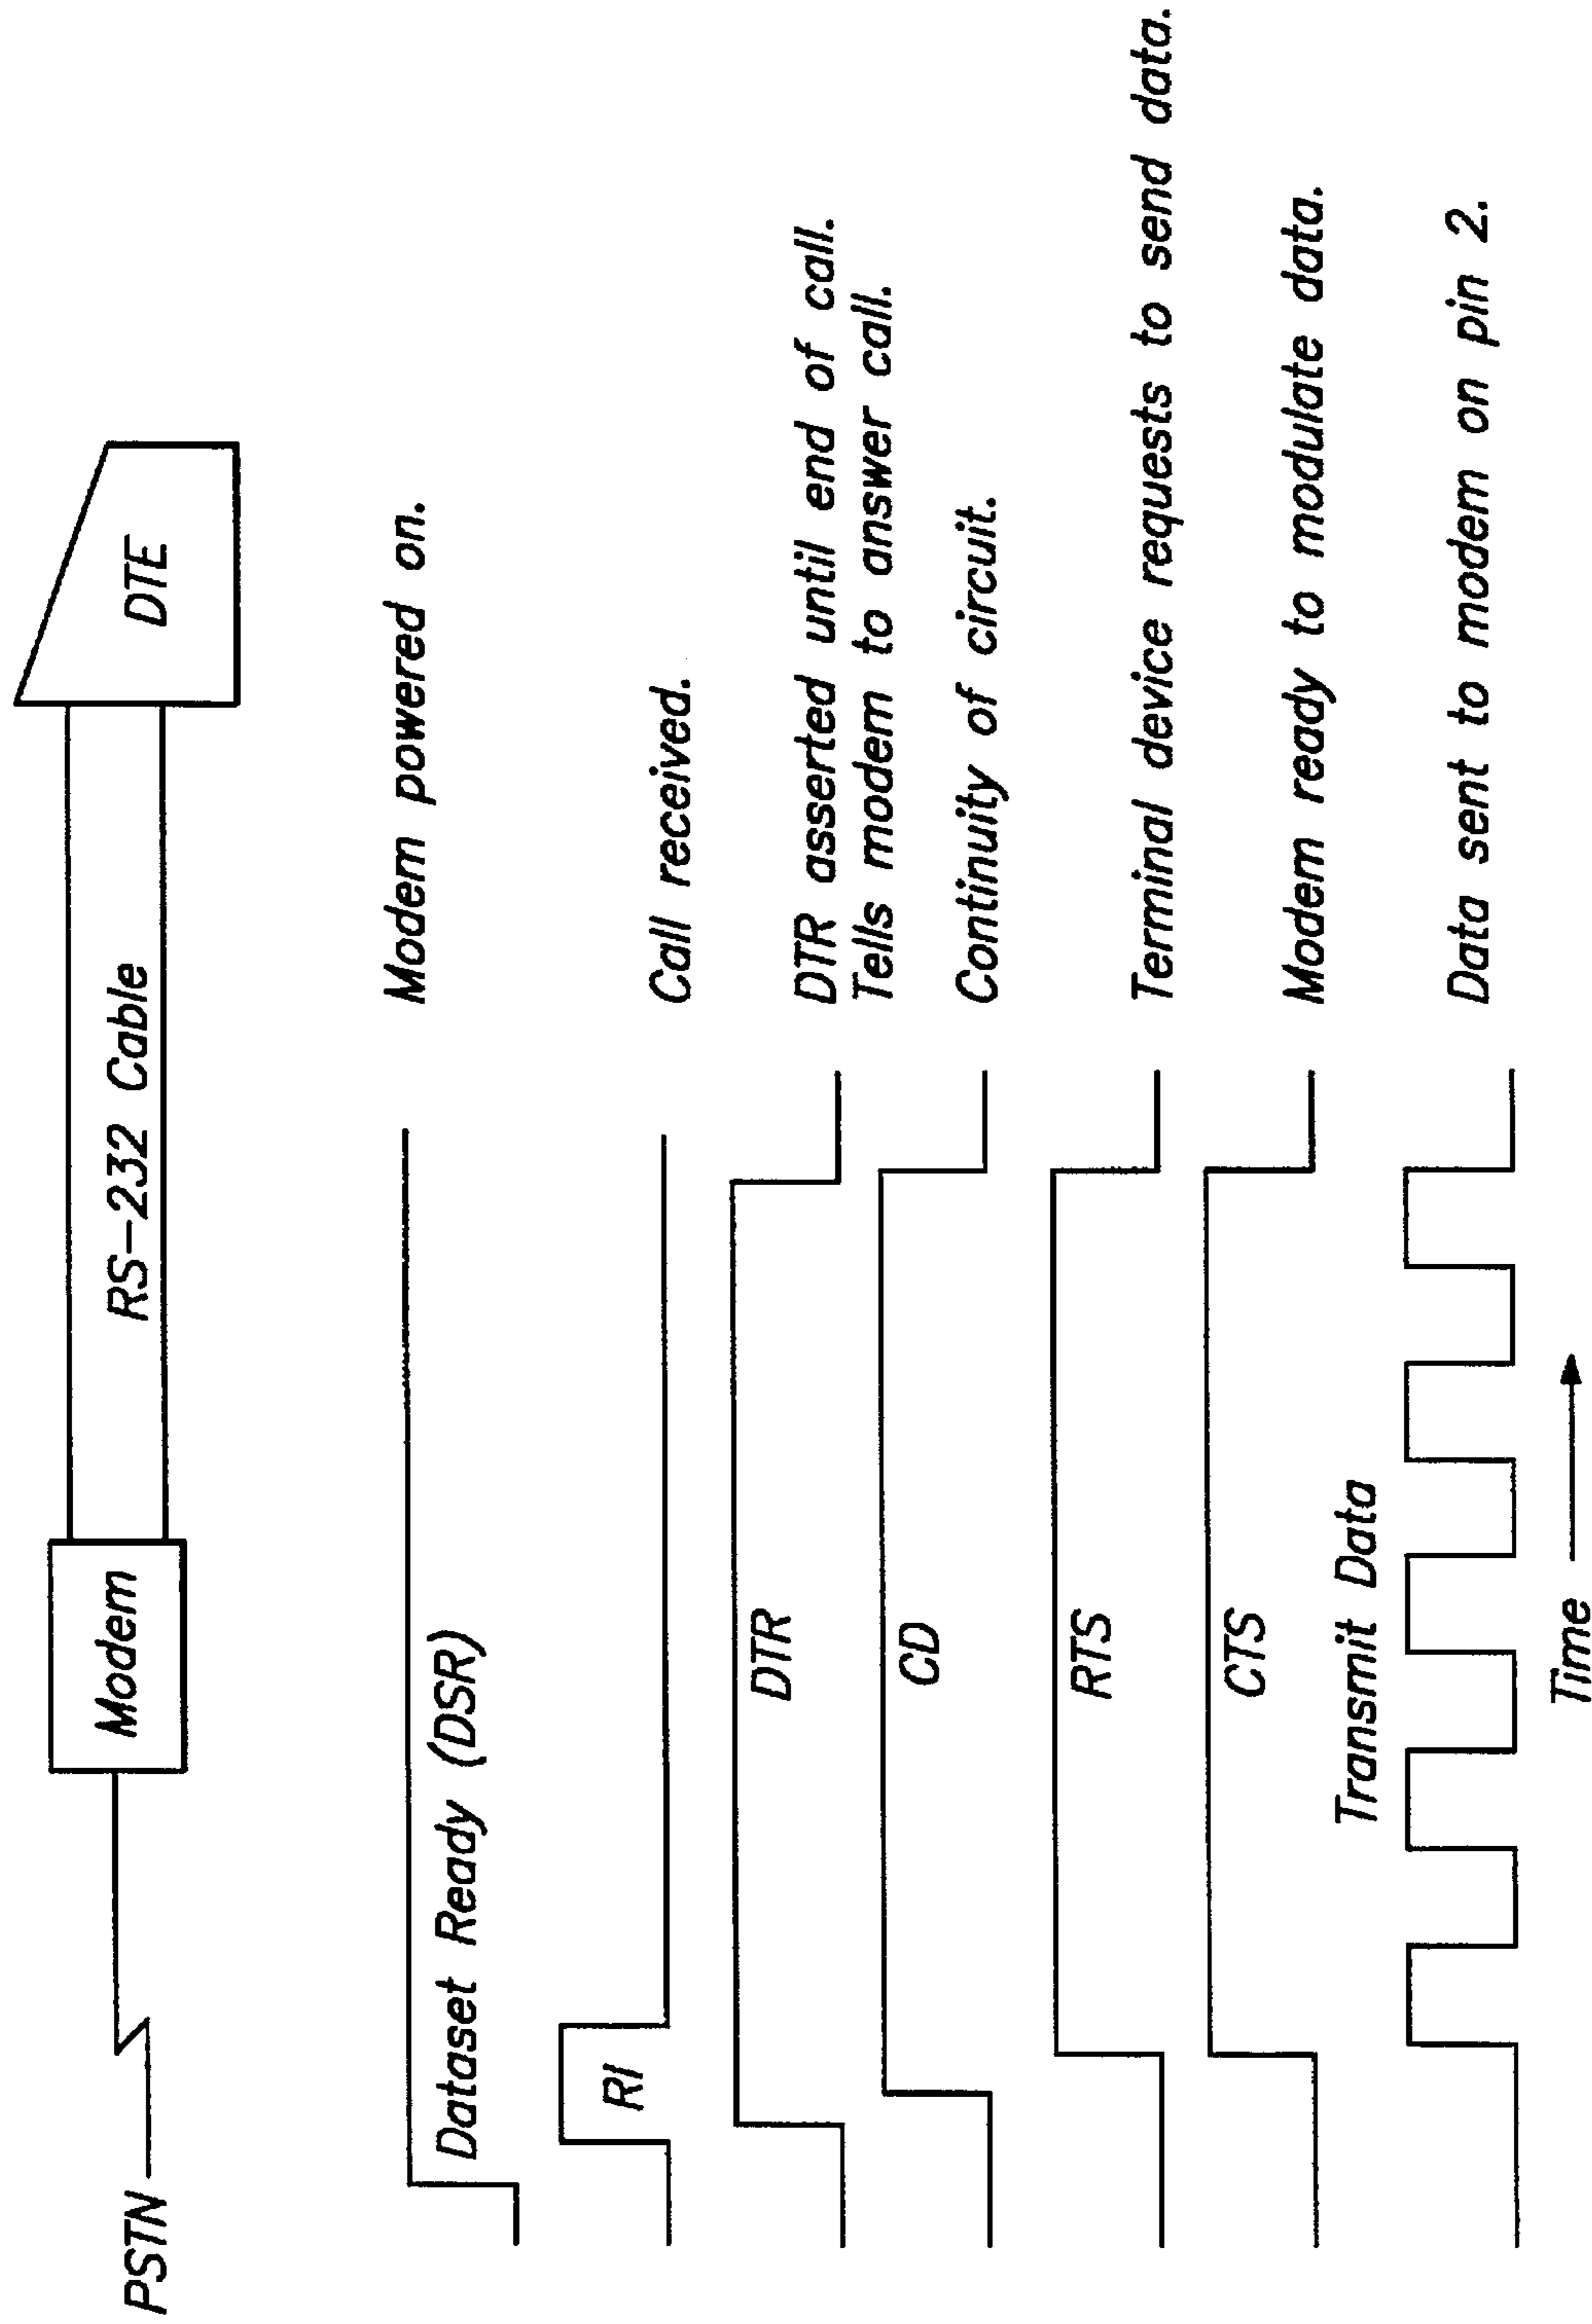 PSTN
Modem
RS-232 Cable
DTE
Dataset Ready (DSR)
Modem powered on.
RI
Call received.
DTR
DTR asserted until end of call.
Tells modem to answer call.
CD
Continuity of circuit.
RTS
Terminal device requests to send data.
CTS
Modem ready to modulate data.
Transmit Data
Data sent to modem on pin 2.
Time